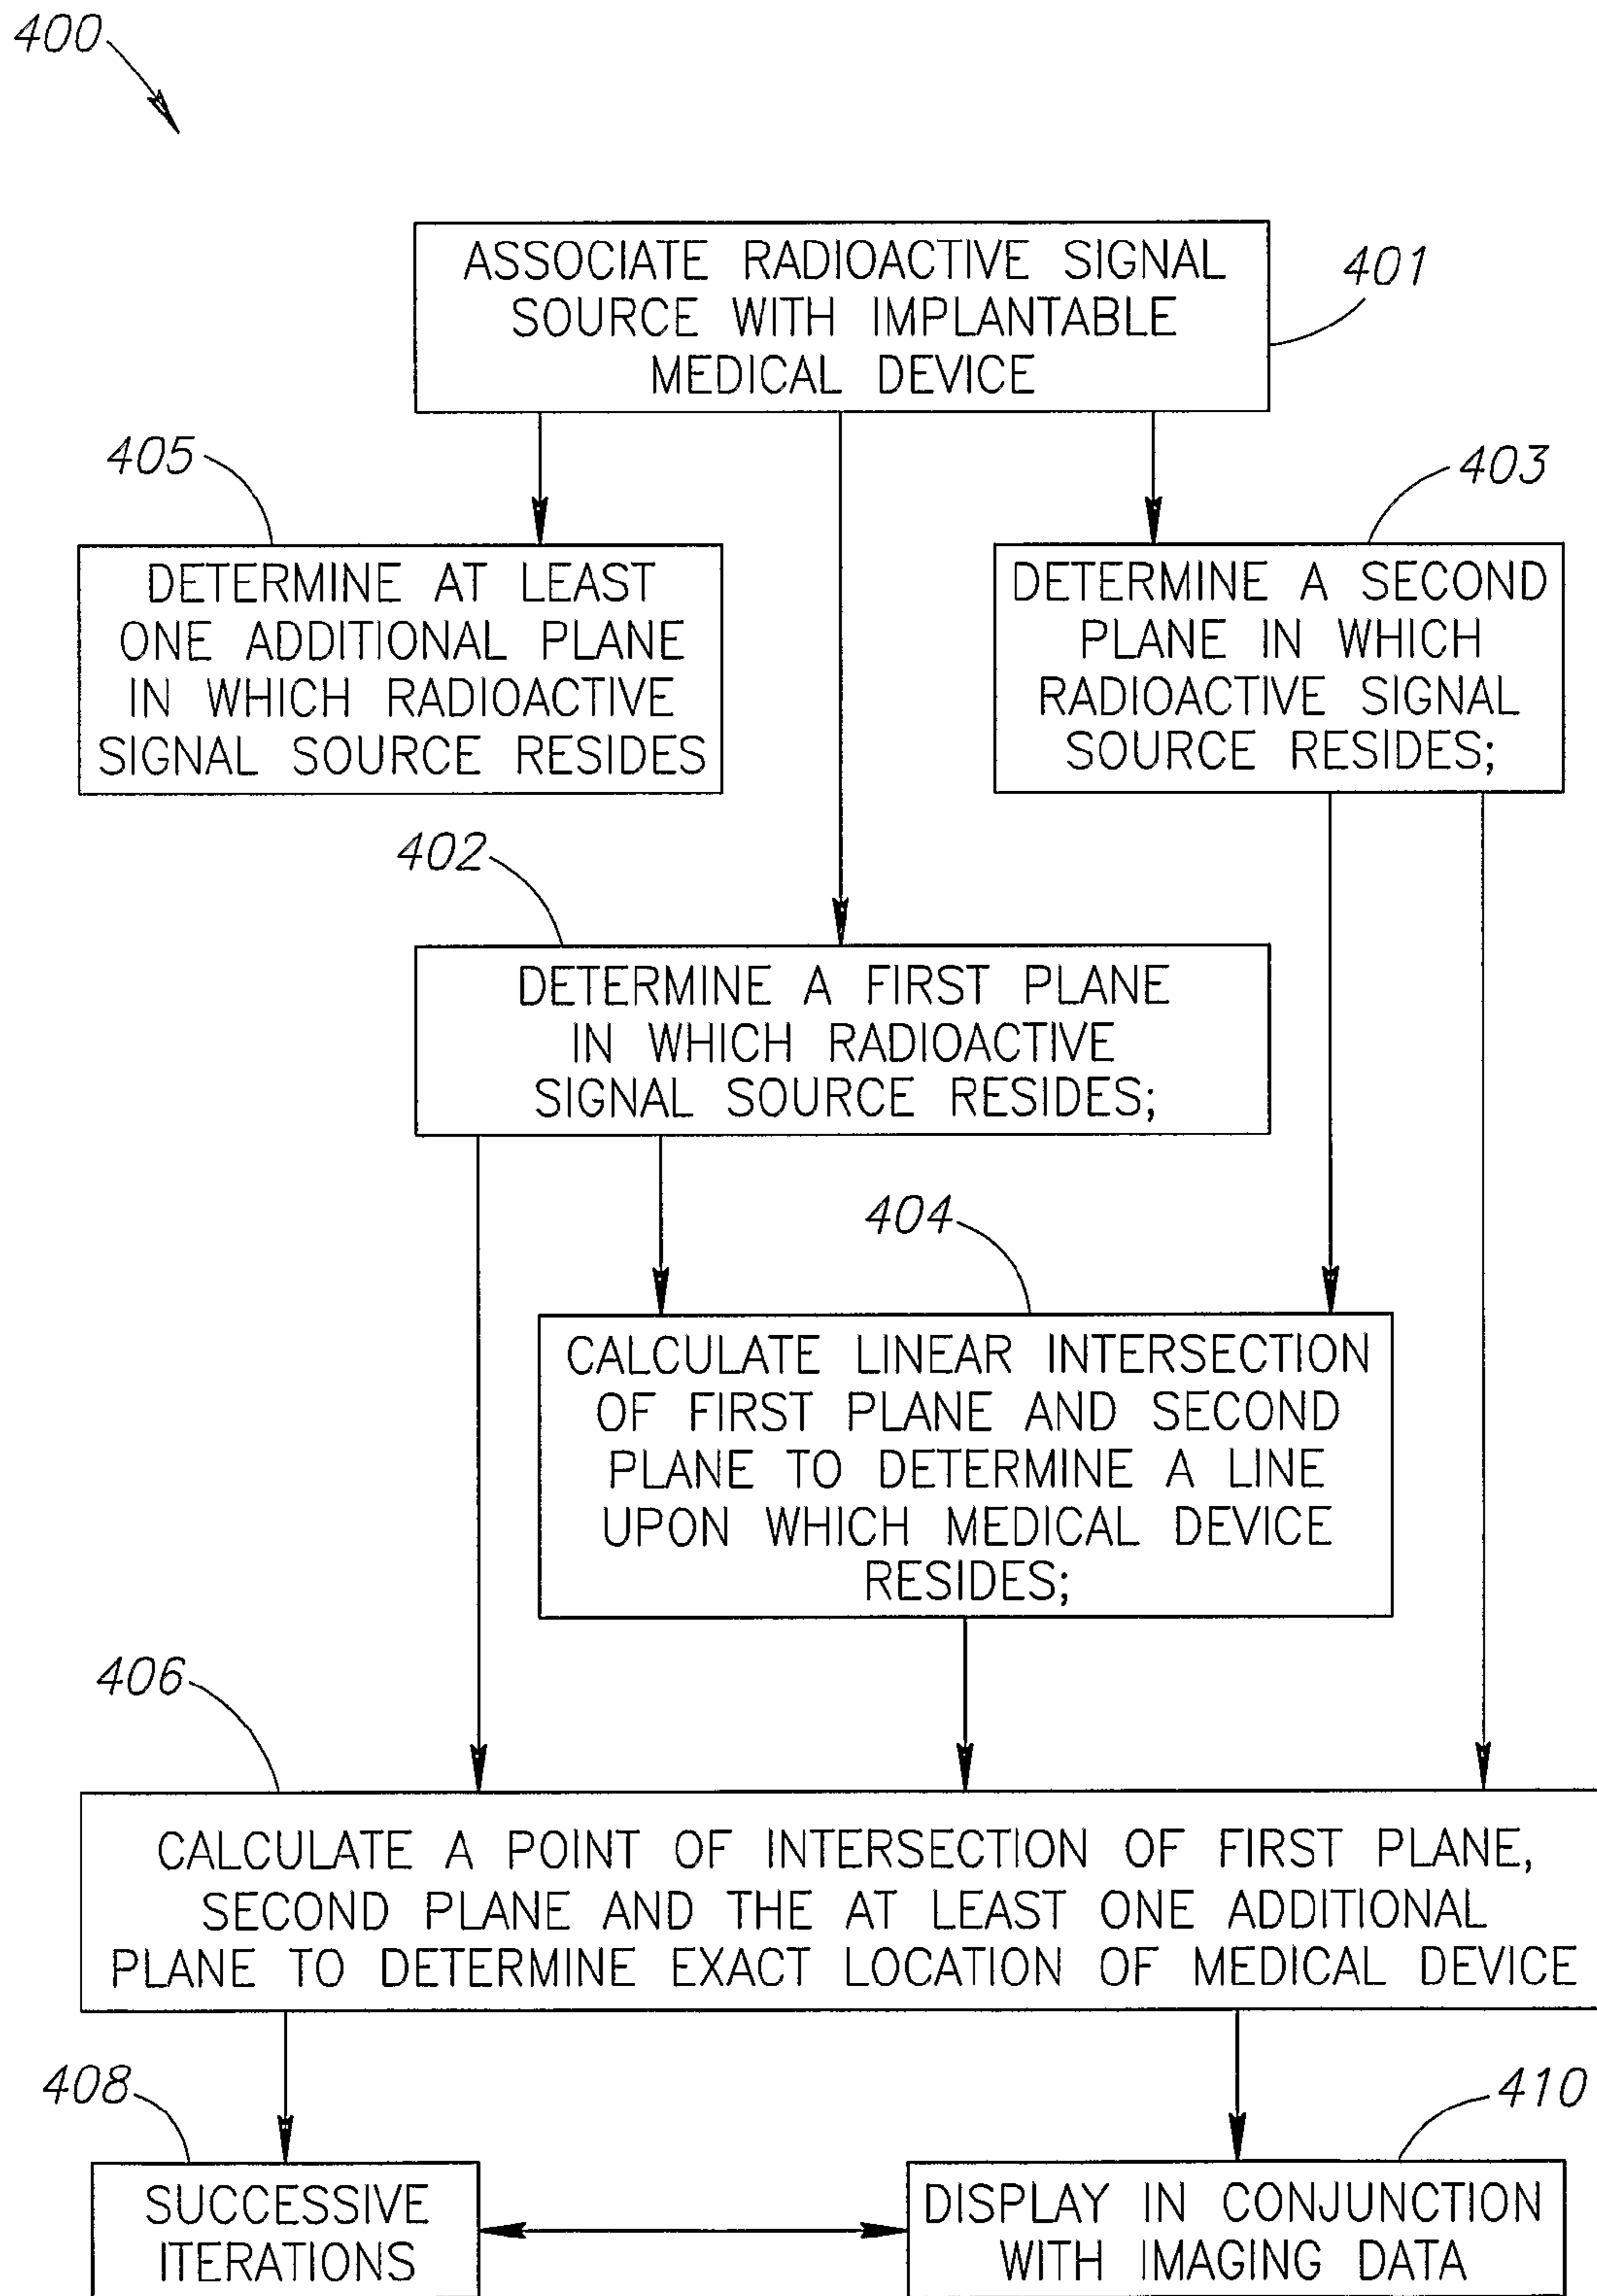 400
ASSOCIATE RADIOACTIVE SIGNAL
SOURCE WITH IMPLANTABLE
MEDICAL DEVICE
401
405
DETERMINE AT LEAST
ONE ADDITIONAL PLANE
IN WHICH RADIOACTIVE
SIGNAL SOURCE RESIDES
403
DETERMINE A SECOND
PLANE IN WHICH
RADIOACTIVE SIGNAL
SOURCE RESIDES;
402
DETERMINE A FIRST PLANE
IN WHICH RADIOACTIVE
SIGNAL SOURCE RESIDES;
404
CALCULATE LINEAR INTERSECTION
OF FIRST PLANE AND SECOND
PLANE TO DETERMINE A LINE
UPON WHICH MEDICAL DEVICE
RESIDES;
406
CALCULATE A POINT OF INTERSECTION OF FIRST PLANE,
SECOND PLANE AND THE AT LEAST ONE ADDITIONAL
PLANE TO DETERMINE EXACT LOCATION OF MEDICAL DEVICE
408
SUCCESSIVE
ITERATIONS
410
DISPLAY IN CONJUNCTION
WITH IMAGING DATA